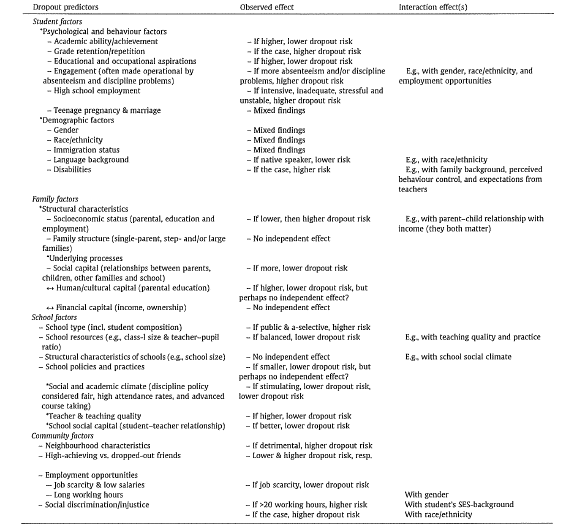 Dropout predictors Observed effect Interaction effect(s)
Student factors
*Psychological and behaviour factors
– Academic ability/achievement – If higher, lower dropout risk
– Grade retention/repetition – If the case, higher dropout risk
– Educational and occupational aspirations – If higher, lower dropout risk
– Engagement (often made operational by – If more absenteeism and/or discipline E.g., with gender, race/ethnicity, and
absenteeism and discipline problems) problems, higher dropout risk employment opportunities
– High school employment – If intensive, inadequate, stressful and
unstable, higher dropout risk
– Teenage pregnancy & marriage – Mixed findings
*Demographic factors
– Gender – Mixed findings
– Race/ethnicity – Mixed findings
– Immigration status – Mixed findings
– Language background – If native speaker, lower risk E.g., with race/ethnicity
– Disabilities – If the case, higher risk E.g., with family background, perceived
behaviour control, and expectations from
teachers
Family factors
*Structural characteristics
– Socioeconomic status (parental, education and – If lower, then higher dropout risk E.g., with parent–child relationship with
employment) income (they both matter)
– Family structure (single-parent, step- and/or large – No independent effect
families)
*Underlying processes
– Social capital (relationships between parents, – If more, lower dropout risk
children, other families and school)
↔ Human/cultural capital (parental education) – If higher, lower dropout risk, but
perhaps no independent effect?
↔ Financial capital (income, ownership) – No independent effect
School factors
– School type (incl. student composition) – If public & a-selective, higher risk
– School resources (e.g., class-l size & teacher–pupil – If balanced, lower dropout risk E.g., with teaching quality and practice
ratio)
– Structural characteristics of schools (e.g., school size) – No independent effect E.g., with school social climate
– School policies and practices – If smaller, lower dropout risk, but
perhaps no independent effect?
*Social and academic climate (discipline policy – If stimulating, lower dropout risk,
considered fair, high attendance rates, and advanced lower dropout risk
course taking)
*Teacher & teaching quality – If higher, lower dropout risk
*School social capital (student–teacher relationship) – If better, lower dropout risk
Community factors
– Neighbourhood characteristics – If detrimental, higher dropout risk
– High-achieving vs. dropped-out friends – Lower & higher dropout risk, resp.
– Employment opportunities
— Job scarcity & low salaries – If job scarcity, lower dropout risk
— Long working hours With gender
– Social discrimination/injustice – If >20 working hours, higher risk With student's SES-background
– If the case, higher dropout risk With race/ethnicity